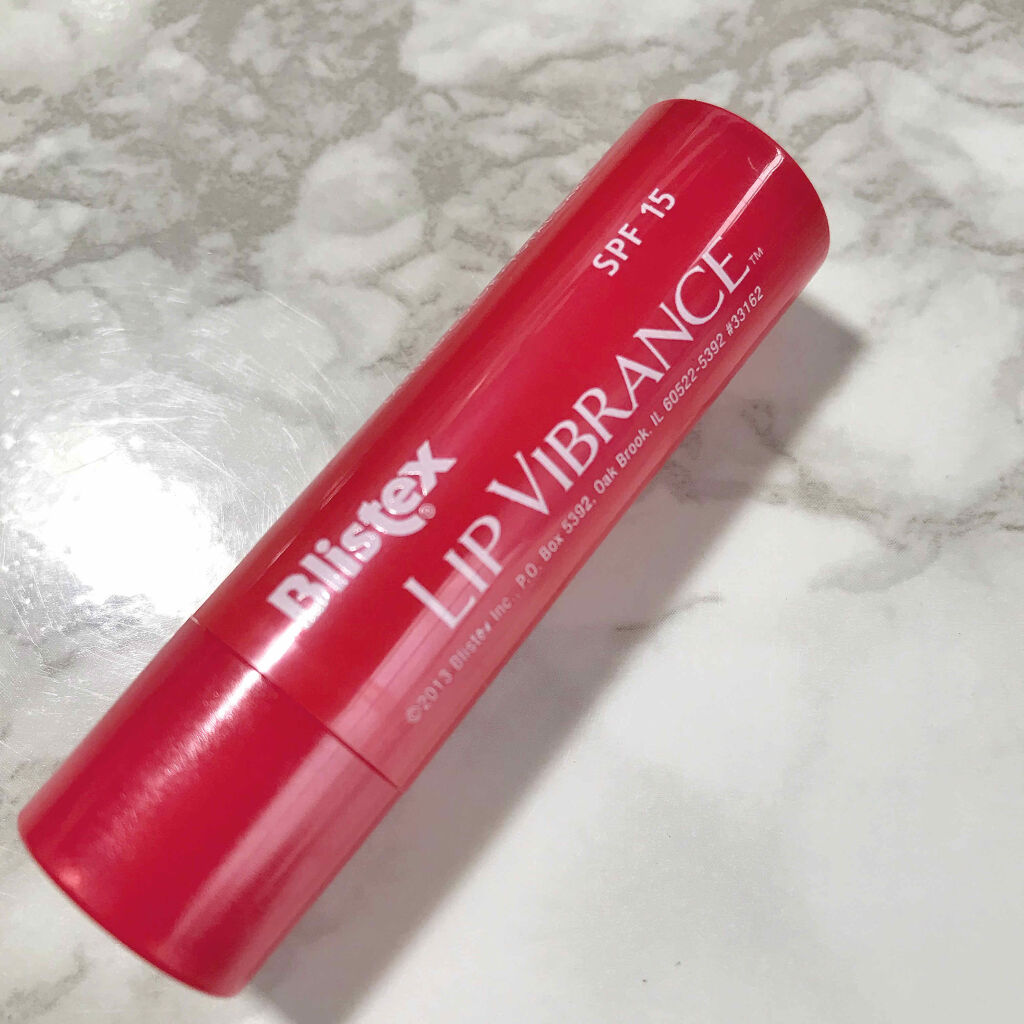 SPF 15
Blistex®
LIP VIBRANCE™
©2013 Blistex Inc., P.O. Box 5392, Oak Brook, IL 60522-5392 #33162